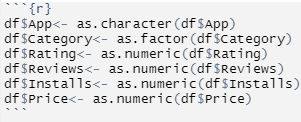 ```{r}
df$App<- as.character(df$App)
df$Category<- as.factor(df$Category)
df$Rating<- as.numeric(df$Rating)
df$Reviews<- as.numeric(df$Reviews)
df$Installs<- as.numeric(df$Installs)
df$Price<- as.numeric(df$Price)
```